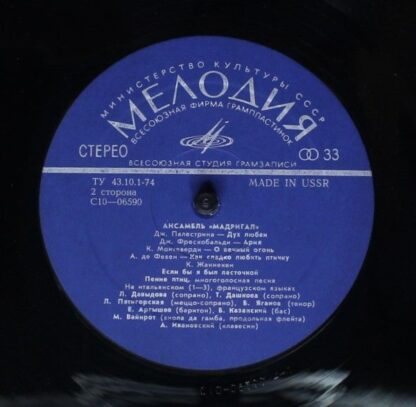 МИНИСТЕРСТВО КУЛЬТУРЫ СССР
МЕЛОДИЯ
ВСЕСОЮЗНАЯ ФИРМА ГРАМПЛАСТИНОК
СТЕРЕО
33
ВСЕСОЮЗНАЯ СТУДИЯ ГРАМЗАПИСИ
ТУ 43.10.1-74
MADE IN USSR
2 сторона
С10—06590
АНСАМБЛЬ «МАДРИГАЛ»
Дж. Палестрина — Дух любви
Дж. Фрескобальди — Ария
К. Монтеверди — О вечный огонь
А. де Февен — Как сладко любить птичку
К. Жаннекен
Если бы я был ласточкой
Пение птиц, многоголосная песня
На итальянском (1—3), французском языках
Л. Давыдова (сопрано), Т. Дашкова (сопрано)
Л. Пятигорская (меццо-сопрано), Б. Яганов (тенор)
Е. Аргышев (баритон), Б. Казанский (бас)
М. Вайнрот (виола да гамба, продольная флейта)
А. Ивановский (клавесин)